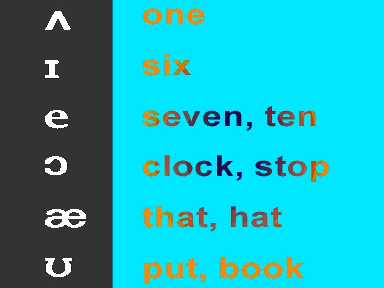 ʌ one
ɪ six
e seven, ten
ɔ clock, stop
æ that, hat
ʊ put, book